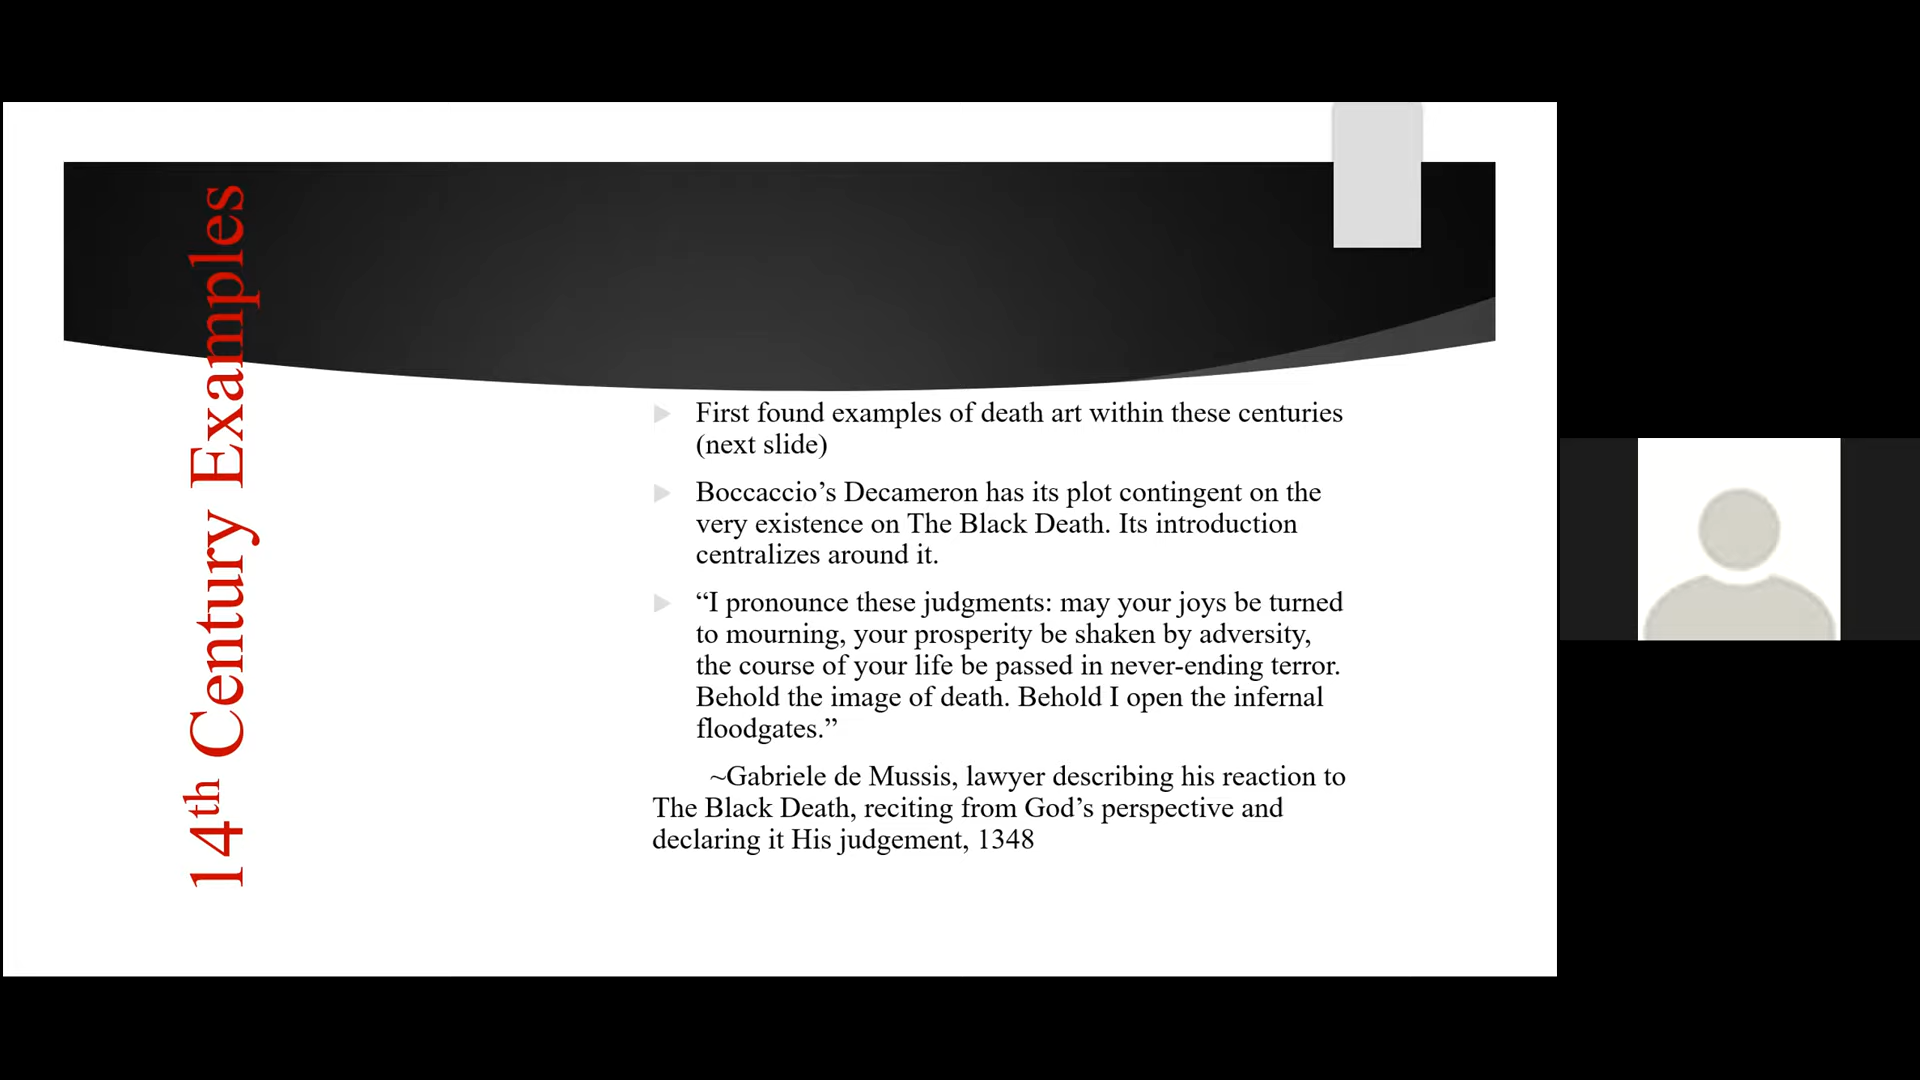 14th Century Examples
First found examples of death art within these centuries
(next slide)
Boccaccio’s Decameron has its plot contingent on the
very existence on The Black Death. Its introduction
centralizes around it.
“I pronounce these judgments: may your joys be turned
to mourning, your prosperity be shaken by adversity,
the course of your life be passed in never-ending terror.
Behold the image of death. Behold I open the infernal
floodgates.”
~Gabriele de Mussis, lawyer describing his reaction to
The Black Death, reciting from God’s perspective and
declaring it His judgement, 1348